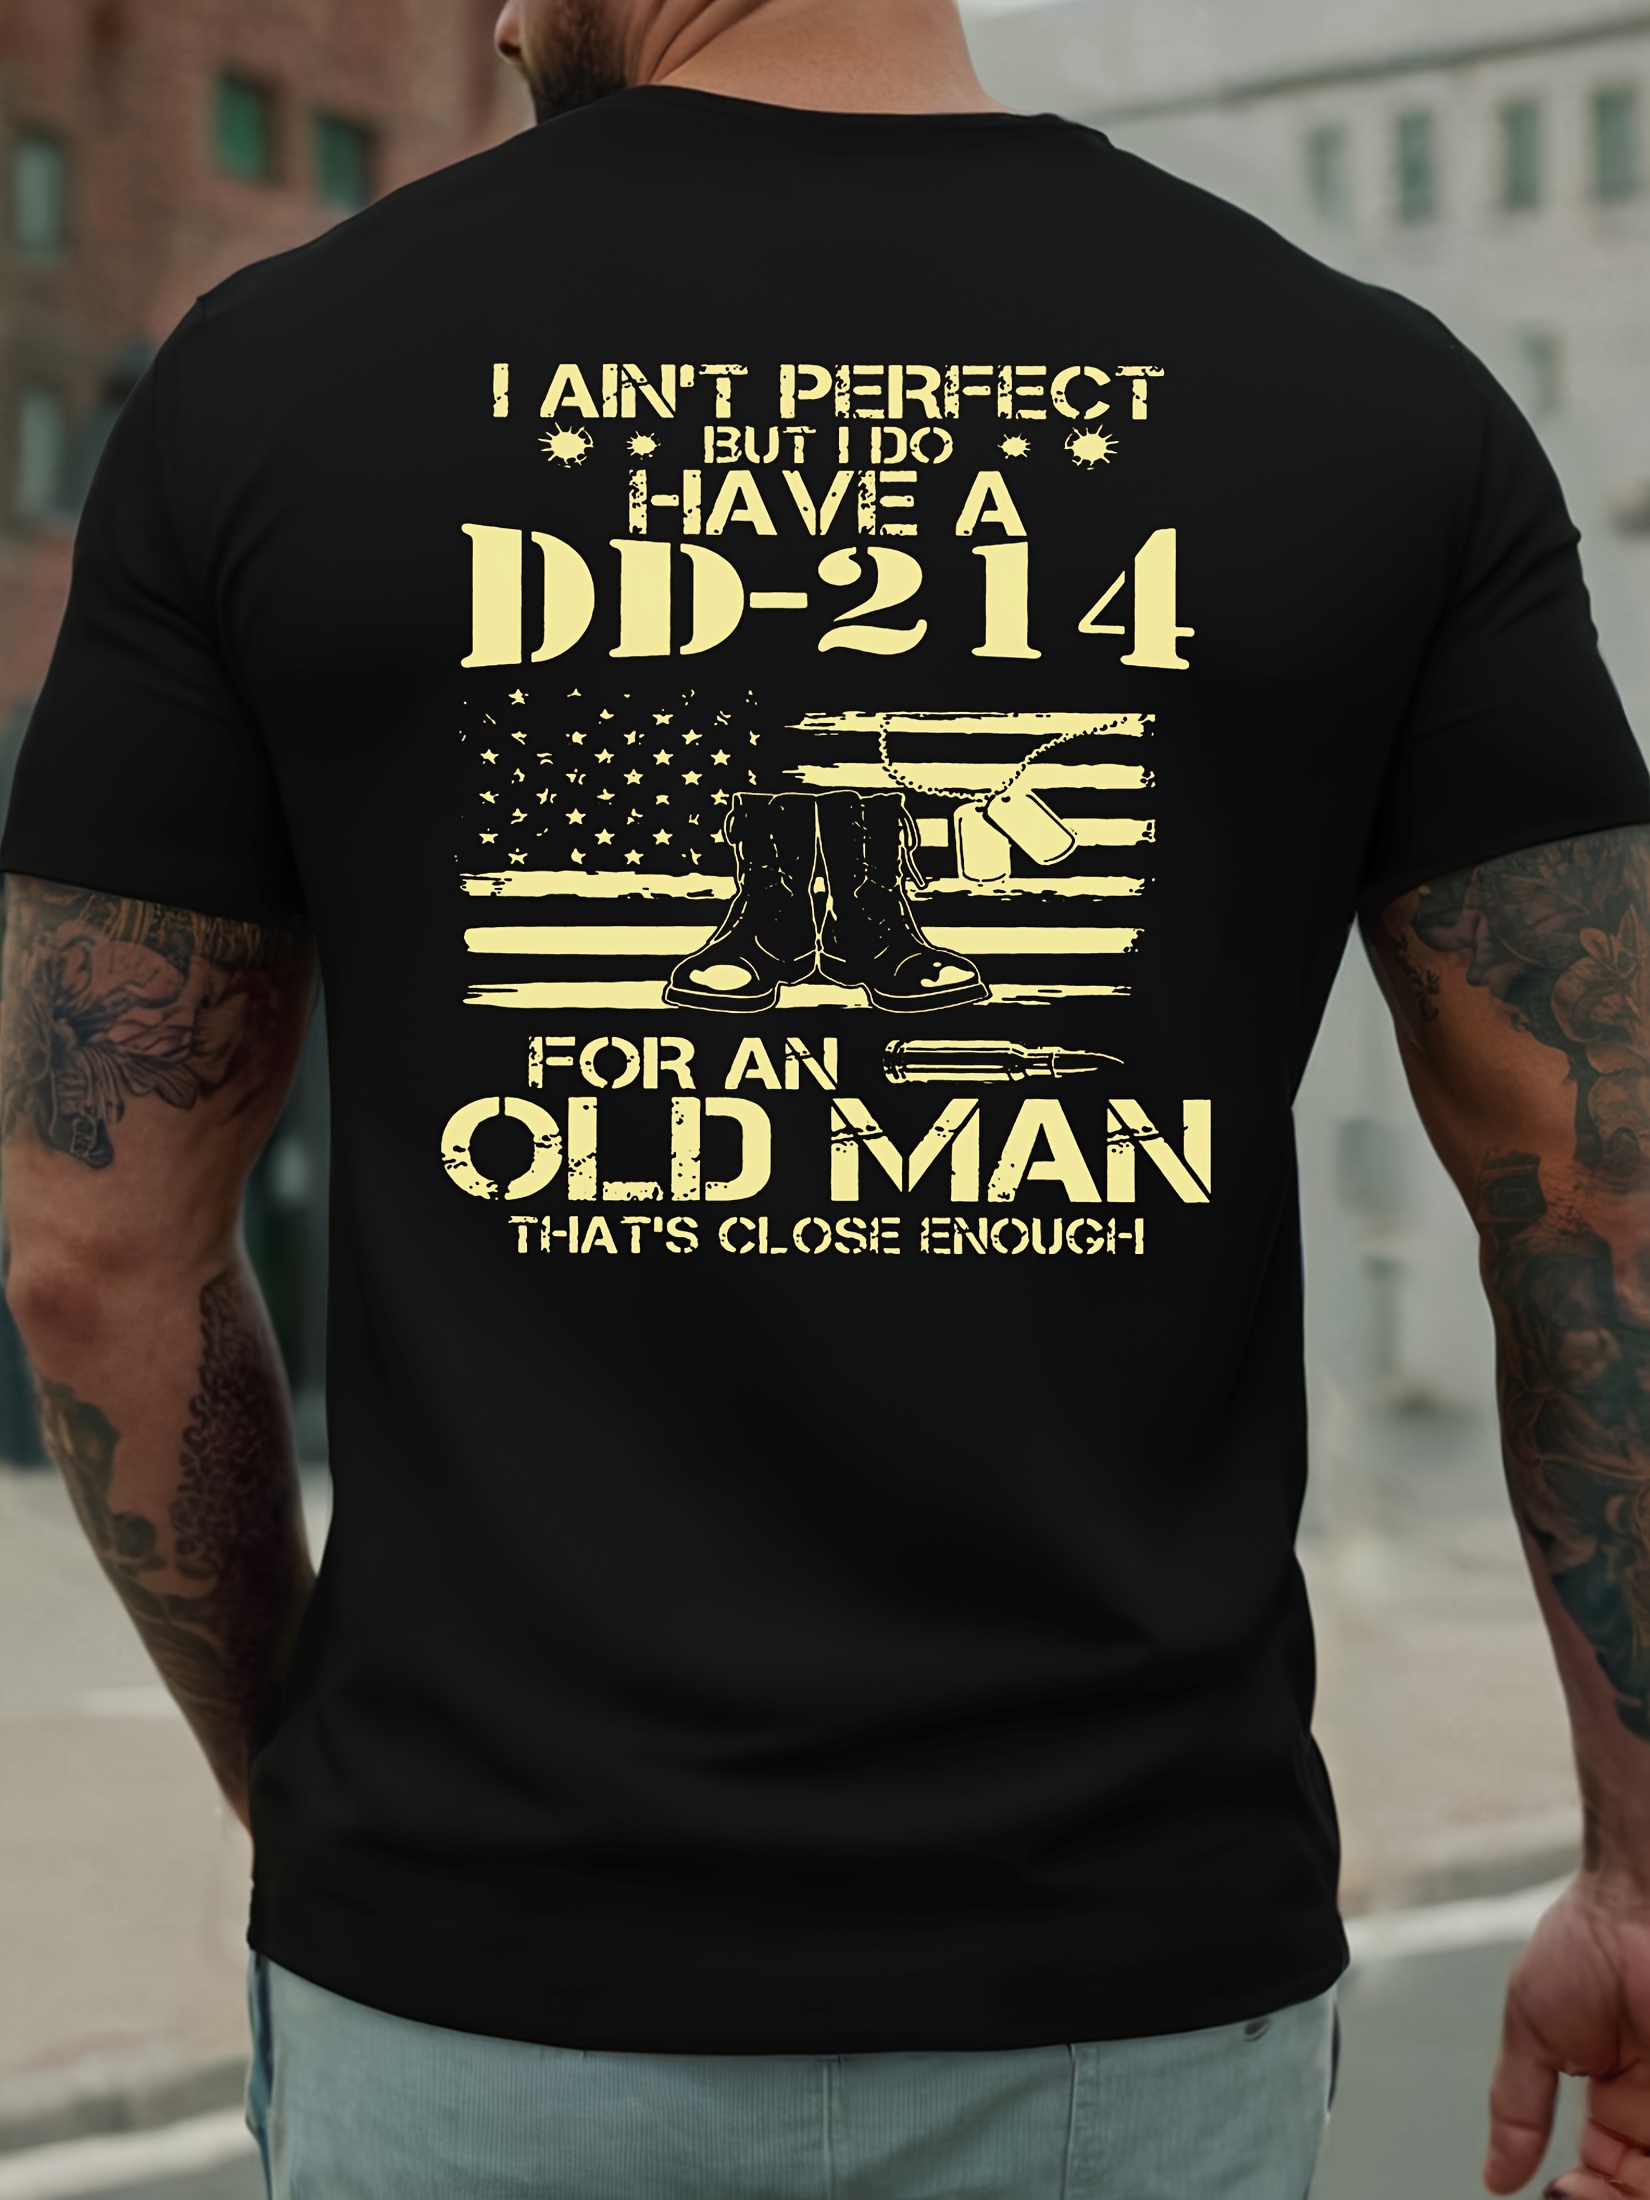 I AIN'T PERFECT
BUT I DO
HAVE A
DD-214
FOR AN
OLD MAN
THAT'S CLOSE ENOUGH